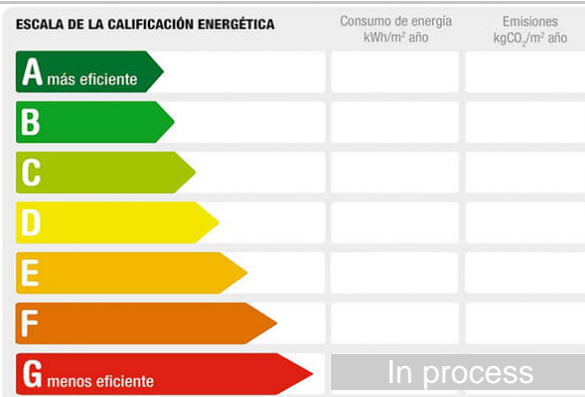 ESCALA DE LA CALIFICACIÓN ENERGÉTICA
Consumo de energía
kWh/m² año
Emisiones
kgCO₂/m² año
A más eficiente
B
C
D
E
F
G menos eficiente
In process